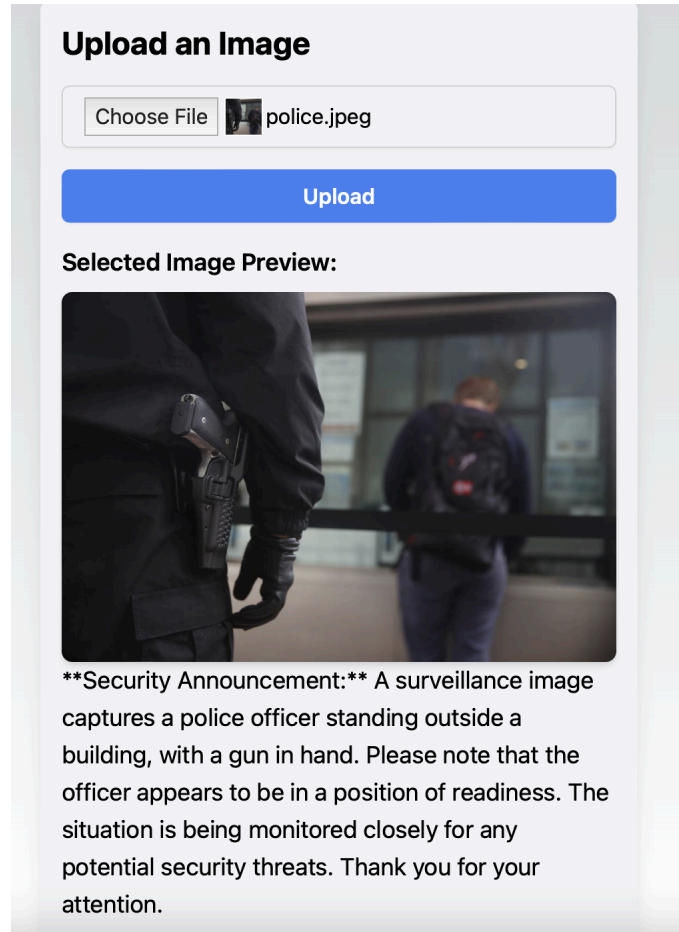 Upload an Image
Choose File police.jpeg
Upload
Selected Image Preview:
**Security Announcement:** A surveillance image
captures a police officer standing outside a
building, with a gun in hand. Please note that the
officer appears to be in a position of readiness. The
situation is being monitored closely for any
potential security threats. Thank you for your
attention.